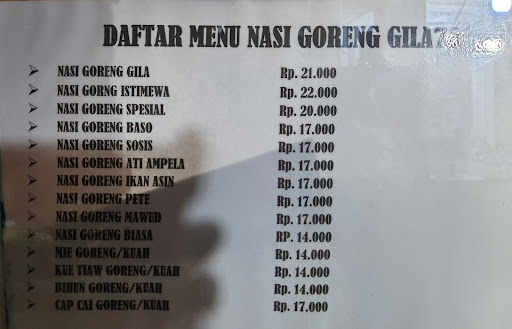 DAFTAR MENU NASI GORENG GILA
➢ NASI GORENG GILA Rp. 21.000
➢ NASI GORNG ISTIMEWA Rp. 22.000
➢ NASI GORENG SPESIAL Rp. 20.000
➢ NASI GORENG BASO Rp. 17.000
➢ NASI GORENG SOSIS Rp. 17.000
➢ NASI GORENG ATI AMPELA Rp. 17.000
➢ NASI GORENG IKAN ASIN Rp. 17.000
➢ NASI GORENG PETE Rp. 17.000
➢ NASI GORENG MAWUD Rp. 17.000
➢ NASI GORENG BIASA RP. 14.000
➢ MIE GORENG/KUAH Rp. 14.000
➢ KUE TIAW GORENG/KUAH Rp. 14.000
➢ BIHUN GORENG/KUAH Rp. 14.000
➢ CAP CAI GORENG/KUAH Rp. 17.000